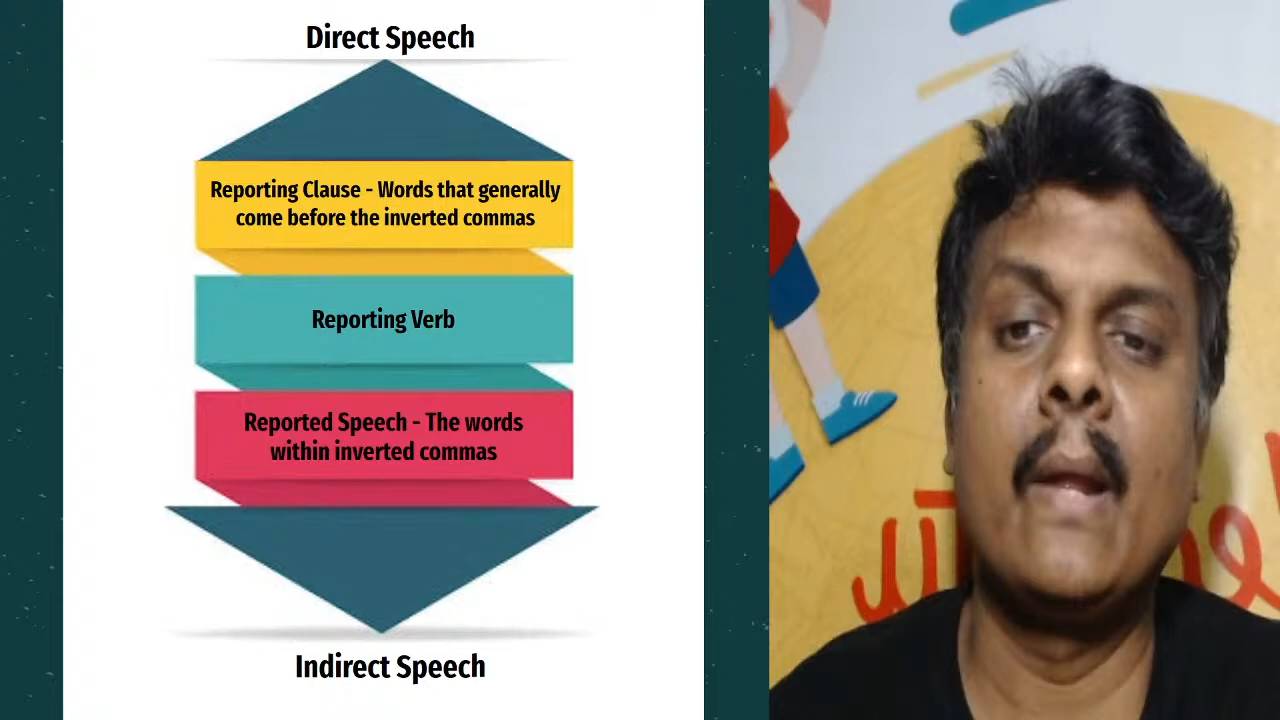 Direct Speech
Reporting Clause - Words that generally
come before the inverted commas
Reporting Verb
Reported Speech - The words
within inverted commas
Indirect Speech